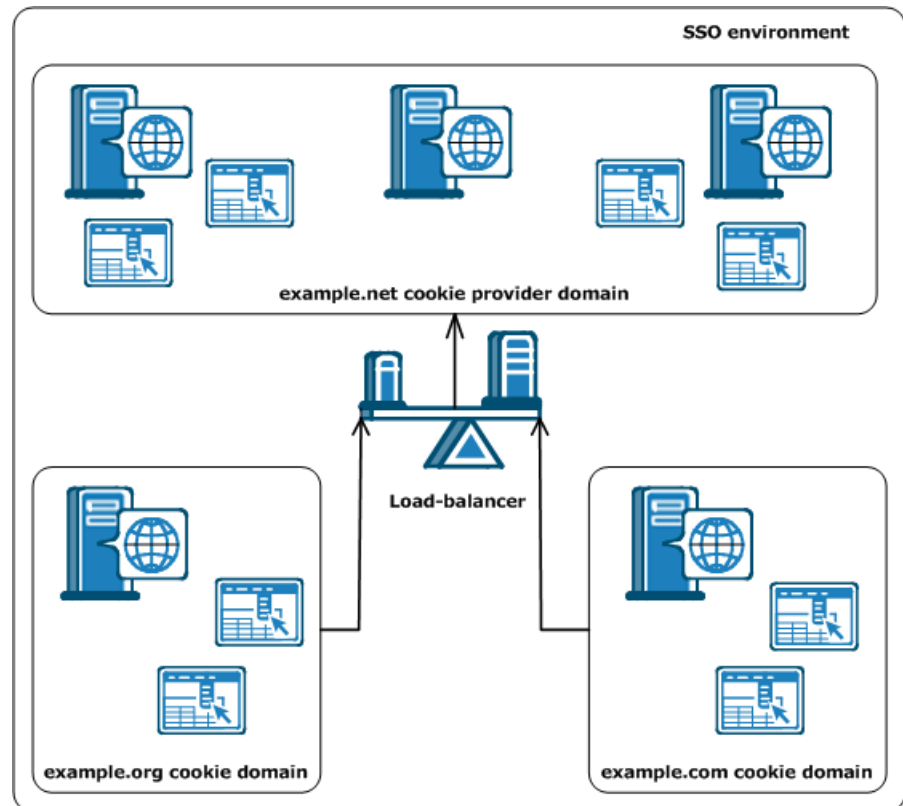 SSO environment
example.net cookie provider domain
Load-balancer
example.org cookie domain
example.com cookie domain